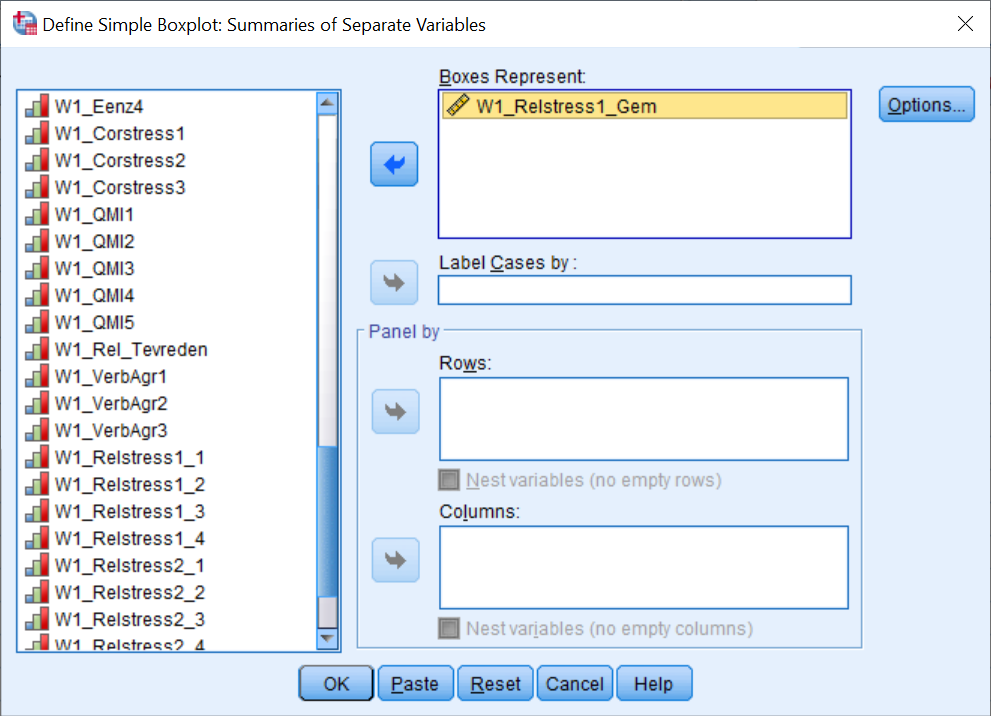 Define Simple Boxplot: Summaries of Separate Variables
W1_Eenz4
W1_Corstress1
W1_Corstress2
W1_Corstress3
W1_QMI1
W1_QMI2
W1_QMI3
W1_QMI4
W1_QMI5
W1_Rel_Tevreden
W1_VerbAgr1
W1_VerbAgr2
W1_VerbAgr3
W1_Relstress1_1
W1_Relstress1_2
W1_Relstress1_3
W1_Relstress1_4
W1_Relstress2_1
W1_Relstress2_2
W1_Relstress2_3
W1_Relstress2_4
Boxes Represent:
W1_Relstress1_Gem
Options...
Label Cases by :
Panel by
Rows:
Nest variables (no empty rows)
Columns:
Nest variables (no empty columns)
OK
Paste
Reset
Cancel
Help